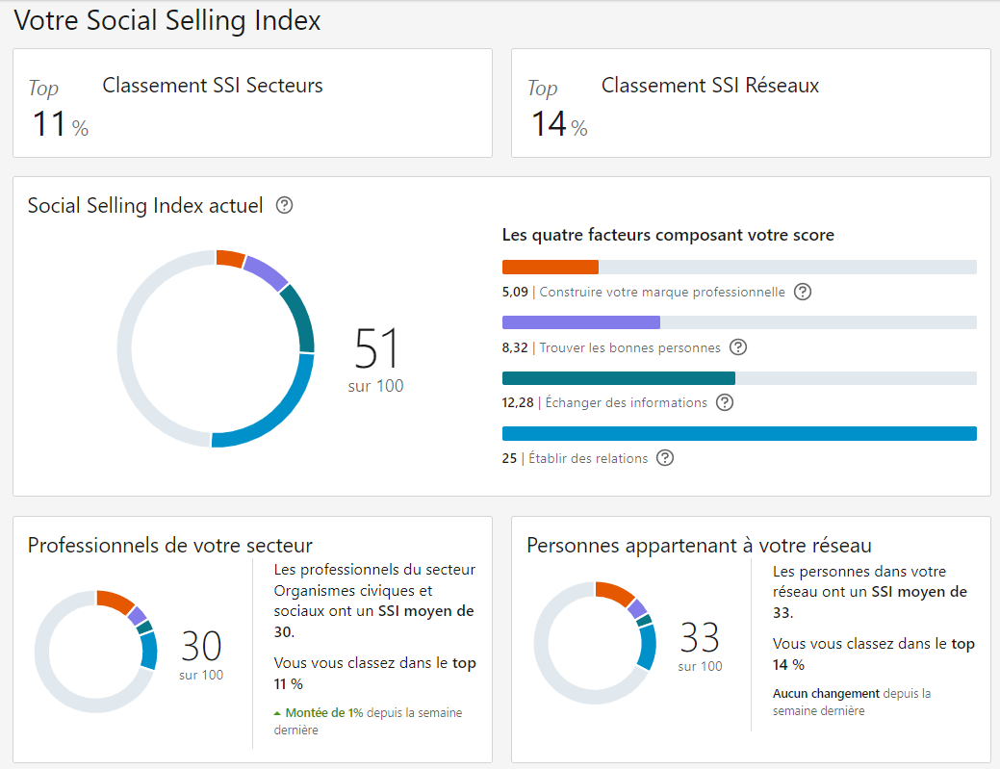 Votre Social Selling Index
Top
11 %
Classement SSI Secteurs
Top
14 %
Classement SSI Réseaux
Social Selling Index actuel ?
51
sur 100
Les quatre facteurs composant votre score
5,09 | Construire votre marque professionnelle ?
8,32 | Trouver les bonnes personnes ?
12,28 | Échanger des informations ?
25 | Établir des relations ?
Professionnels de votre secteur
30
sur 100
Les professionnels du secteur
Organismes civiques et
sociaux ont un SSI moyen de
30.
Vous vous classez dans le top
11 %
Montée de 1% depuis la semaine
dernière
Personnes appartenant à votre réseau
33
sur 100
Les personnes dans votre
réseau ont un SSI moyen de
33.
Vous vous classez dans le top
14 %
Aucun changement depuis la
semaine dernière